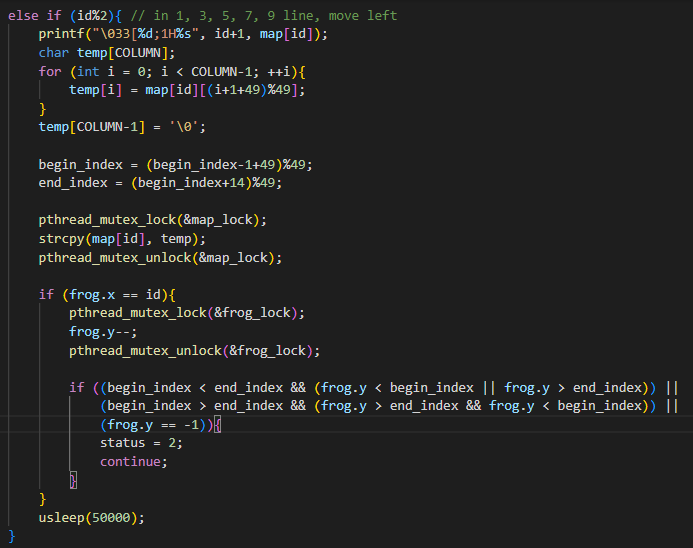 else if (id%2){ // in 1, 3, 5, 7, 9 line, move left
    printf("\033[%d;1H%s", id+1, map[id]);
    char temp[COLUMN];
    for (int i = 0; i < COLUMN-1; ++i){
        temp[i] = map[id][(i+1+49)%49];
    }
    temp[COLUMN-1] = '\0';

    begin_index = (begin_index-1+49)%49;
    end_index = (begin_index+14)%49;

    pthread_mutex_lock(&map_lock);
    strcpy(map[id], temp);
    pthread_mutex_unlock(&map_lock);

    if (frog.x == id){
        pthread_mutex_lock(&frog_lock);
        frog.y--;
        pthread_mutex_unlock(&frog_lock);

        if ((begin_index < end_index && (frog.y < begin_index || frog.y > end_index)) ||
            (begin_index > end_index && (frog.y > end_index && frog.y < begin_index)) ||
            (frog.y == -1)){
            status = 2;
            continue;
        }
    }
    usleep(50000);
}